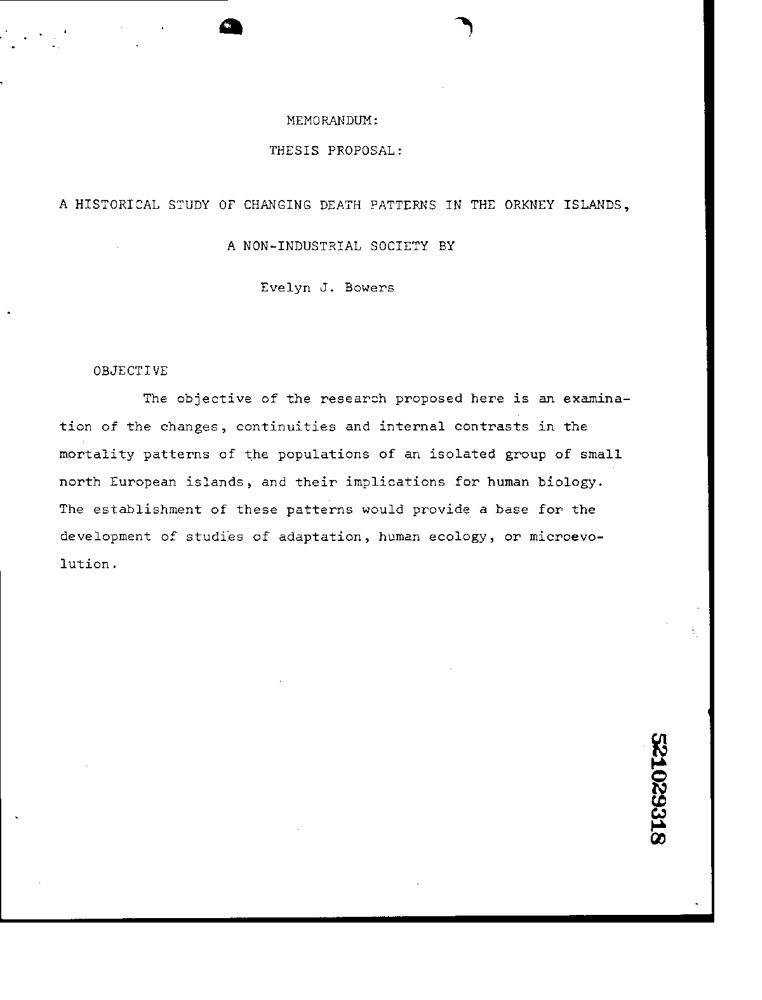 MEMORANDUM:
THESIS PROPOSAL:
A HISTORICAL STUDY OF CHANGING DEATH PATTERNS IN THE ORKNEY ISLANDS,
A NON-INDUSTRIAL SOCIETY BY
Evelyn J. Bowers
OBJECTIVE
The objective of the research proposed here is an examina-
tion of the changes, continuities and internal contrasts in the
mortality patterns of the populations of an isolated group of small
north European islands, and their implications for human biology.
The establishment of these patterns would provide a base for the
development of studies of adaptation, human ecology, or microevo-
lution.
521029318